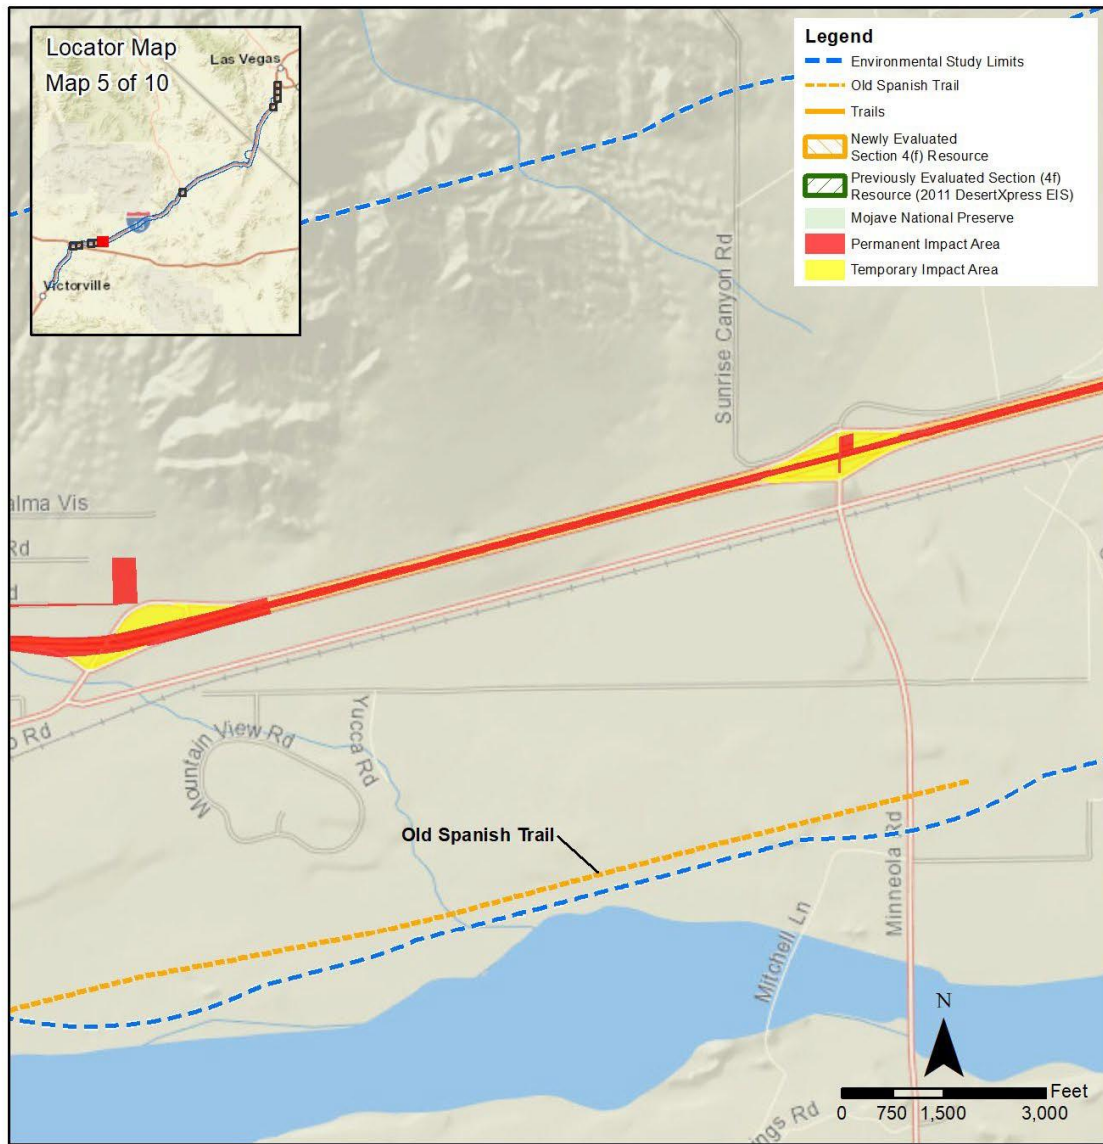 Locator Map
Map 5 of 10
Las Vegas
Victorville
Legend
Environmental Study Limits
Old Spanish Trail
Trails
Newly Evaluated
Section 4(f) Resource
Previously Evaluated Section (4f)
Resource (2011 DesertXpress EIS)
Mojave National Preserve
Permanent Impact Area
Temporary Impact Area
Sunrise Canyon Rd
alma Vis
Rd
d
o Rd
Mountain View Rd
Yucca Rd
Old Spanish Trail
Minneola Rd
Mitchell Ln
ngs Rd
N
Feet
0 750 1,500 3,000